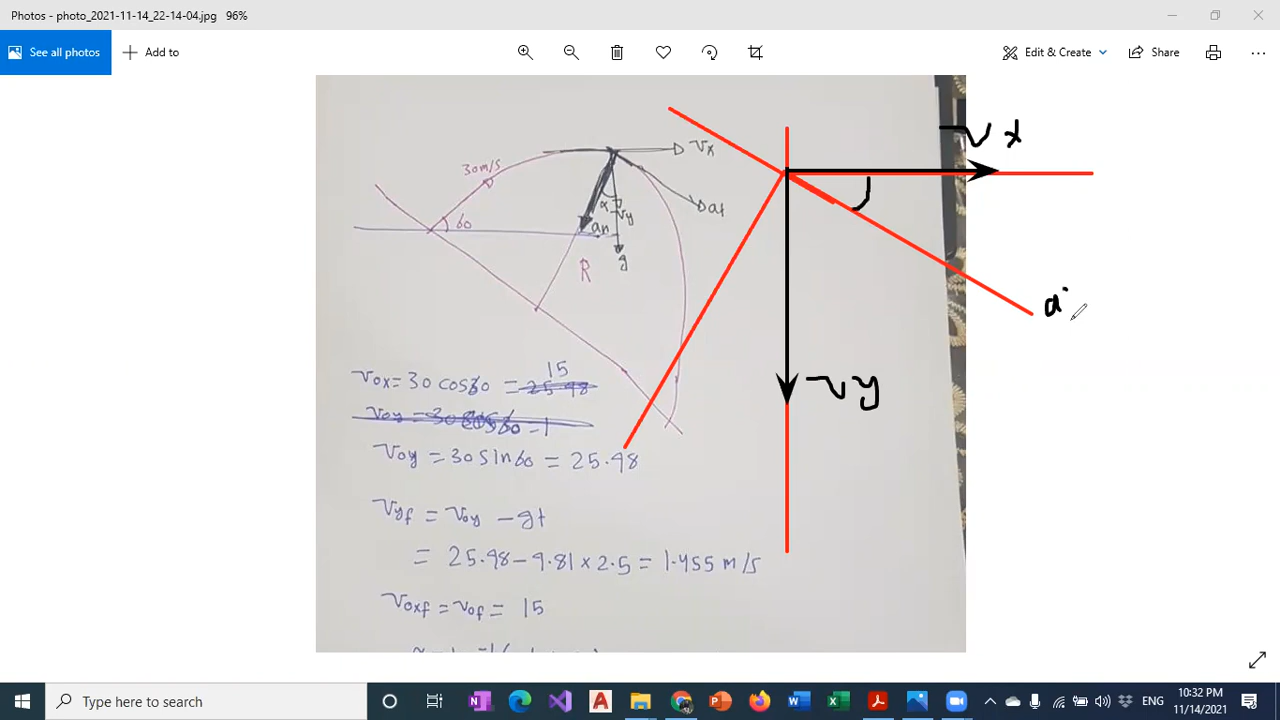 Photos - photo_2021-11-14_22-14-04.jpg 96%
See all photos
Add to
Edit & Create
Share
30 m/s
60
vx
at
α
vy
an
g
R
vx
a
vy
15
vox = 30 cos60 = 25.98
voy = 30 sin60 = 25.98
vyf = voy - gt
= 25.98 - 9.81 × 2.5 = 1.455 m/s
voxf = vof = 15
Type here to search
ENG
10:32 PM
11/14/2021